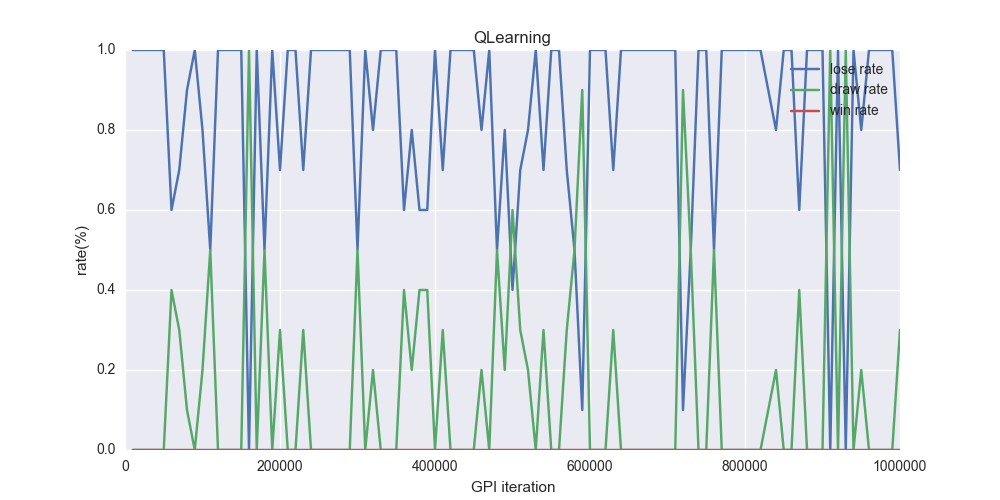 QLearning
1.0
0.8
0.6
0.4
0.2
0.0
rate(%)
lose rate
draw rate
win rate
0 200000 400000 600000 800000 1000000
GPI iteration